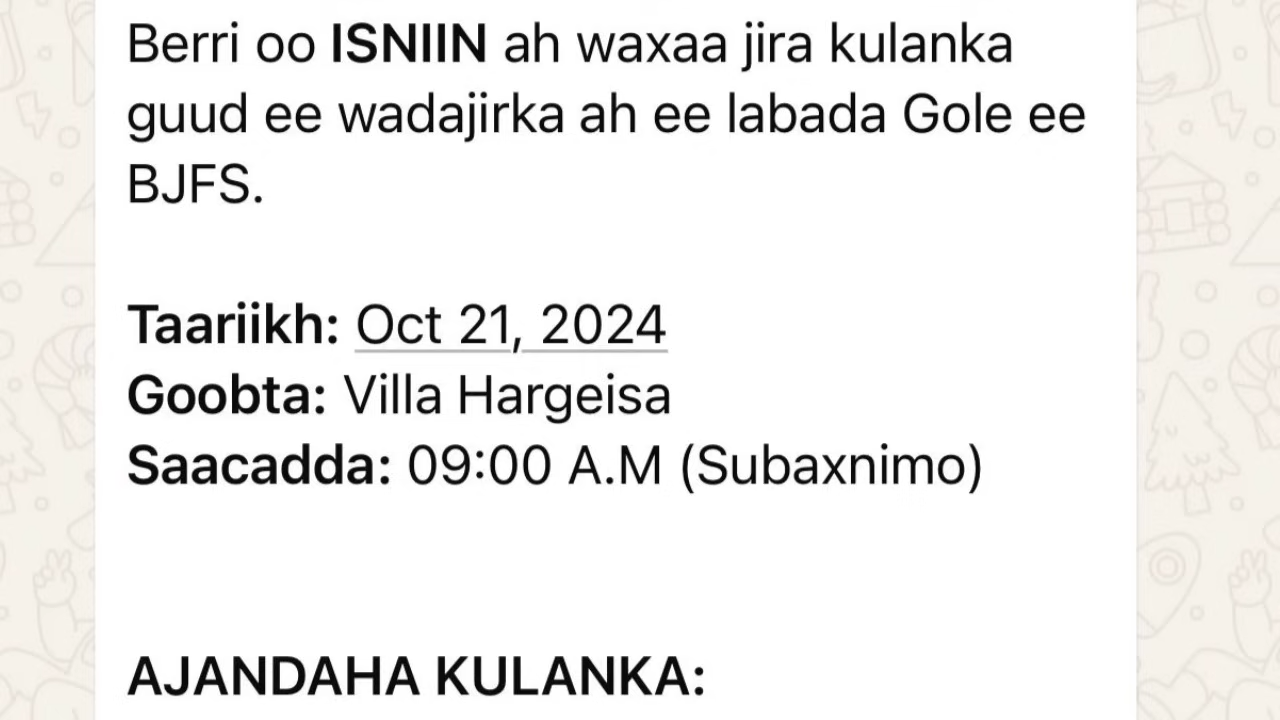 Berri oo ISNIIN ah waxaa jira kulanka
guud ee wadajirka ah ee labada Gole ee
BJFS.
Taariikh: Oct 21, 2024
Goobta: Villa Hargeisa
Saacadda: 09:00 A.M (Subaxnimo)
AJANDAHA KULANKA: